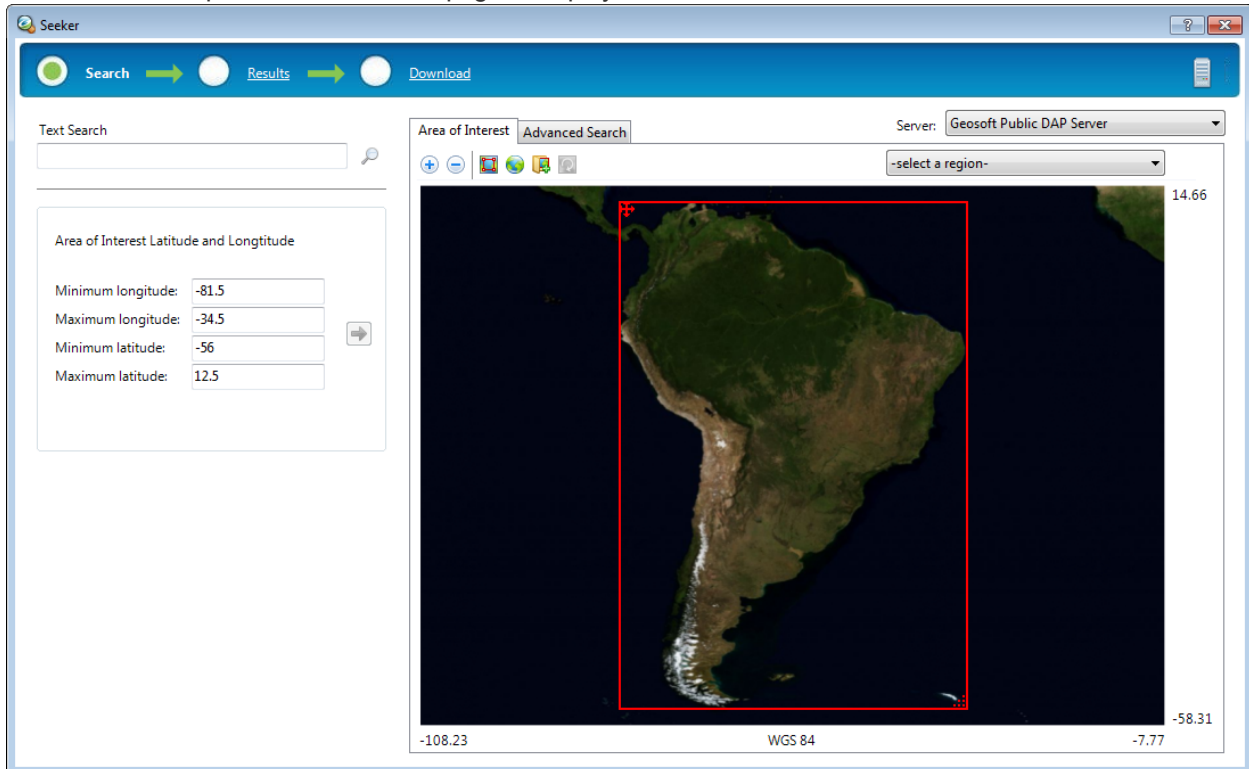 Seeker
Search
Results
Download
Text Search
Area of Interest Latitude and Longtitude
Minimum longitude: -81.5
Maximum longitude: -34.5
Minimum latitude: -56
Maximum latitude: 12.5
Area of Interest
Advanced Search
Server: Geosoft Public DAP Server
-select a region-
14.66
-58.31
-108.23
WGS 84
-7.77